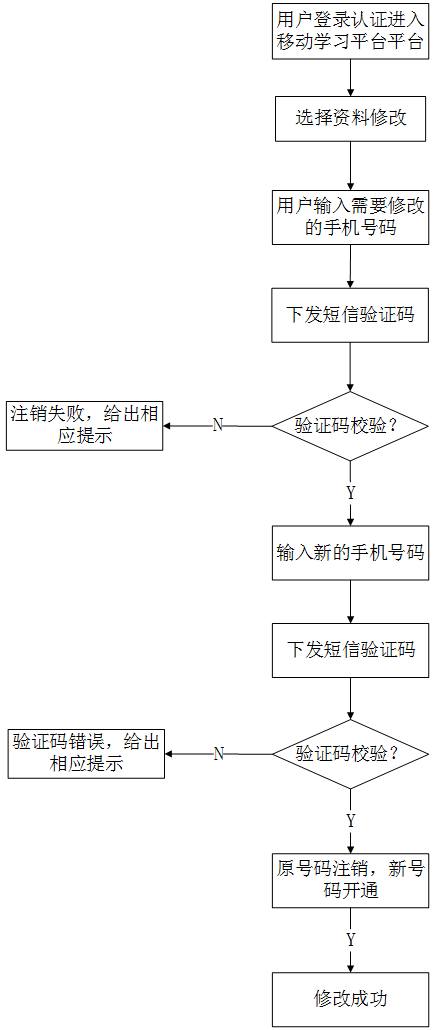 用户登录认证进入
移动学习平台平台
选择资料修改
用户输入需要修改
的手机号码
下发短信验证码
验证码校验?
N
注销失败，给出相
应提示
Y
输入新的手机号码
下发短信验证码
验证码校验?
N
验证码错误，给出
相应提示
Y
原号码注销，新号
码开通
Y
修改成功